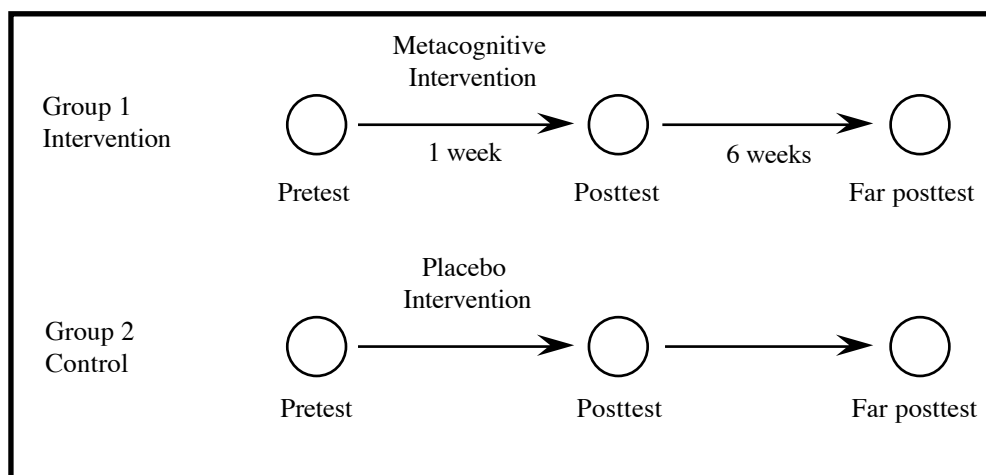 Metacognitive
Intervention
Group 1
Intervention
1 week
6 weeks
Pretest
Posttest
Far posttest
Placebo
Intervention
Group 2
Control
Pretest
Posttest
Far posttest